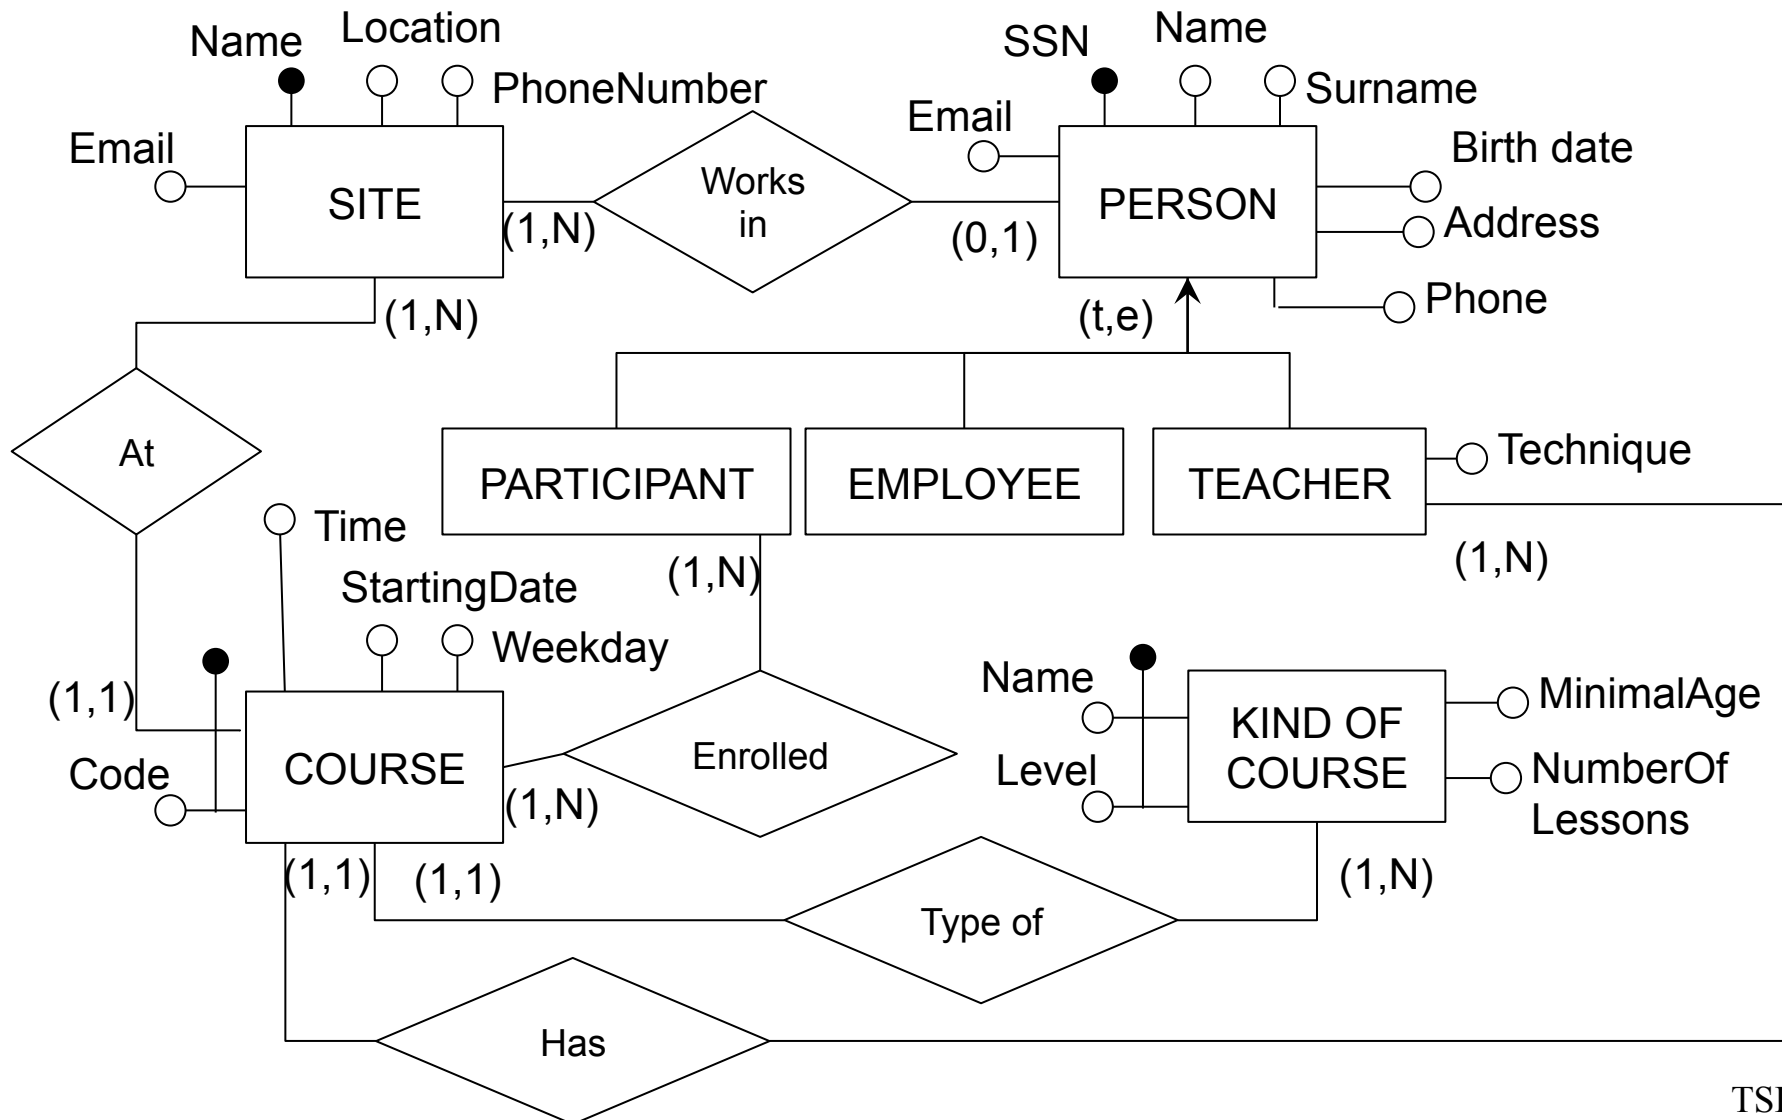 Name
Location
PhoneNumber
Email
SITE
(1,N)
Works
in
(0,1)
SSN
Name
Surname
Email
Birth date
PERSON
Address
Phone
(1,N)
(t,e)
At
PARTICIPANT
EMPLOYEE
TEACHER
Technique
(1,N)
(1,N)
Time
StartingDate
Weekday
(1,1)
Code
COURSE
(1,N)
Enrolled
Name
Level
KIND OF
COURSE
MinimalAge
NumberOf
Lessons
(1,1)
(1,1)
(1,N)
Type of
Has